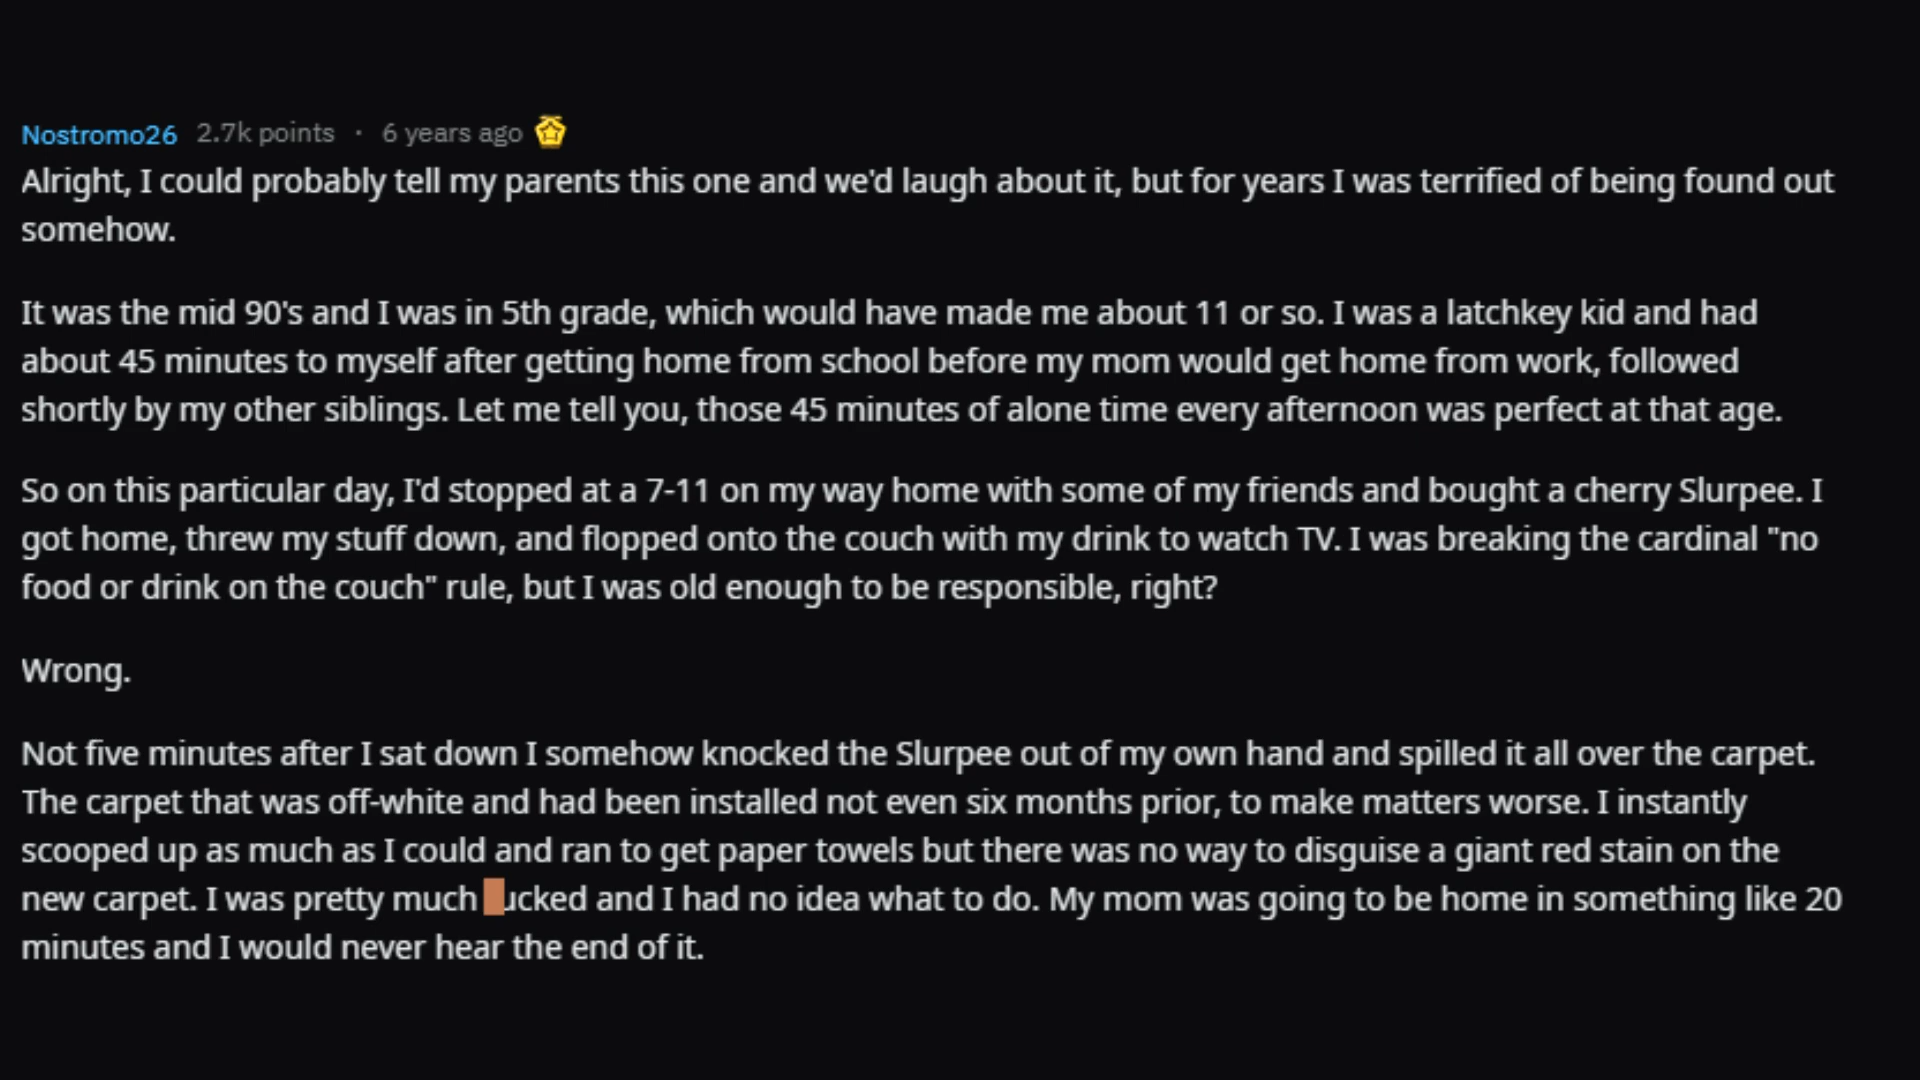 Nostromo26 2.7k points · 6 years ago
Alright, I could probably tell my parents this one and we'd laugh about it, but for years I was terrified of being found out
somehow.
It was the mid 90's and I was in 5th grade, which would have made me about 11 or so. I was a latchkey kid and had
about 45 minutes to myself after getting home from school before my mom would get home from work, followed
shortly by my other siblings. Let me tell you, those 45 minutes of alone time every afternoon was perfect at that age.
So on this particular day, I'd stopped at a 7-11 on my way home with some of my friends and bought a cherry Slurpee. I
got home, threw my stuff down, and flopped onto the couch with my drink to watch TV. I was breaking the cardinal "no
food or drink on the couch" rule, but I was old enough to be responsible, right?
Wrong.
Not five minutes after I sat down I somehow knocked the Slurpee out of my own hand and spilled it all over the carpet.
The carpet that was off-white and had been installed not even six months prior, to make matters worse. I instantly
scooped up as much as I could and ran to get paper towels but there was no way to disguise a giant red stain on the
new carpet. I was pretty much ucked and I had no idea what to do. My mom was going to be home in something like 20
minutes and I would never hear the end of it.